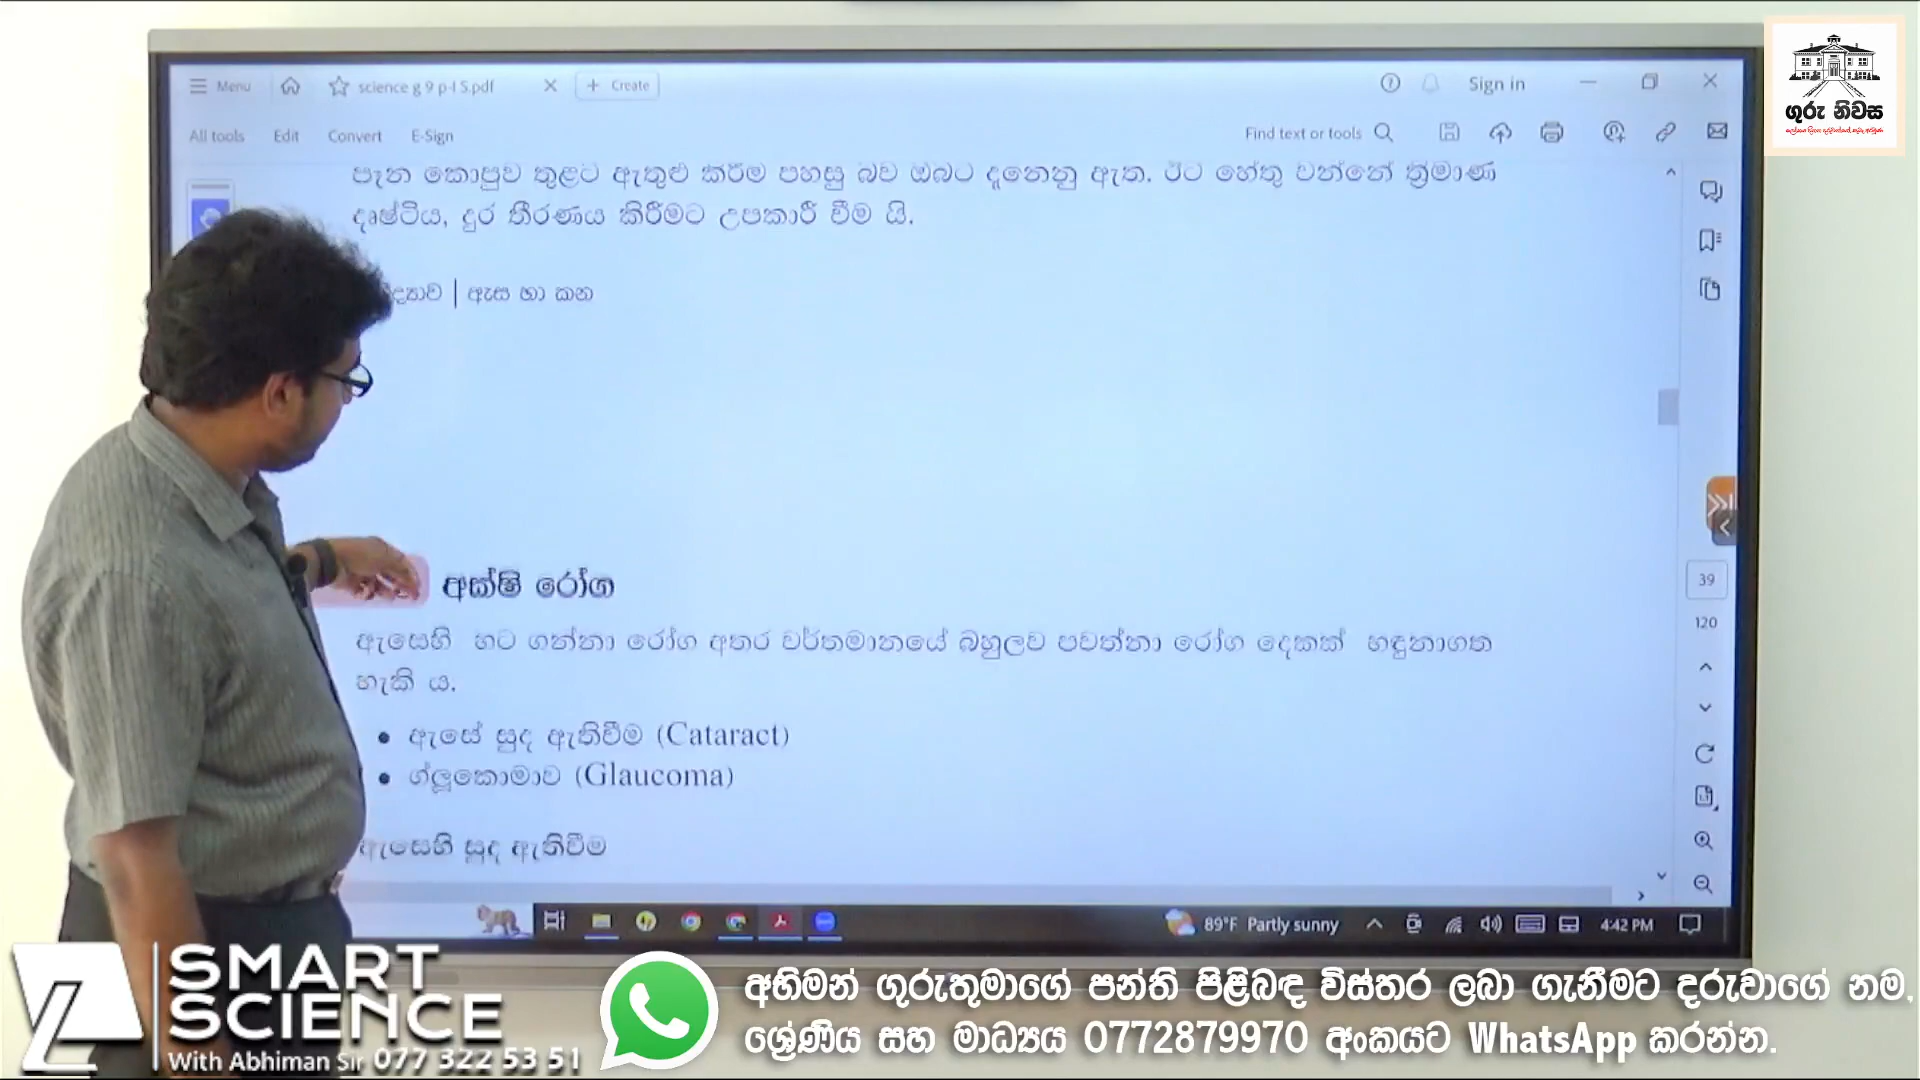 Menu
science g 9 p-I S.pdf
Create
Sign in
All tools
Edit
Convert
E-Sign
Find text or tools
ගුරු නිවස
පෑන කොපුව තුළට ඇතුළු කිරීම පහසු බව ඔබට දැනෙනු ඇත. ඊට හේතු වන්නේ ත්‍රිමාණ
දෘෂ්ටිය, දුර තීරණය කිරීමට උපකාරී වීම යි.
| ඇස හා කන
අක්ෂි රෝග
ඇසෙහි හට ගන්නා රෝග අතර වර්තමානයේ බහුලව පවත්නා රෝග දෙකක් හඳුනාගත
හැකි ය.
● ඇසේ සුද ඇතිවීම (Cataract)
● ග්ලූකොමාව (Glaucoma)
ඇසෙහි සුද ඇතිවීම
39
120
89°F Partly sunny
4:42 PM
SMART
SCIENCE
With Abhiman Sir 077 322 53 51
අභිමන් ගුරුතුමාගේ පන්ති පිළිබඳ විස්තර ලබා ගැනීමට දරුවාගේ නම,
ශ්‍රේණිය සහ මාධ්‍යය 0772879970 අංකයට WhatsApp කරන්න.